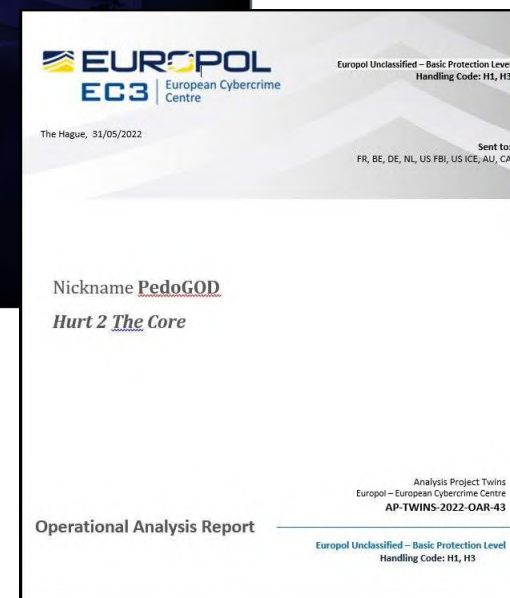 EUROPOL
EC3 European Cybercrime
Centre
Europol Unclassified – Basic Protection Level
Handling Code: H1, H3
The Hague, 31/05/2022
Sent to:
FR, BE, DE, NL, US FBI, US ICE, AU, CA
Nickname PedoGOD
Hurt 2 The Core
Analysis Project Twins
Europol – European Cybercrime Centre
AP-TWINS-2022-OAR-43
Operational Analysis Report
Europol Unclassified – Basic Protection Level
Handling Code: H1, H3